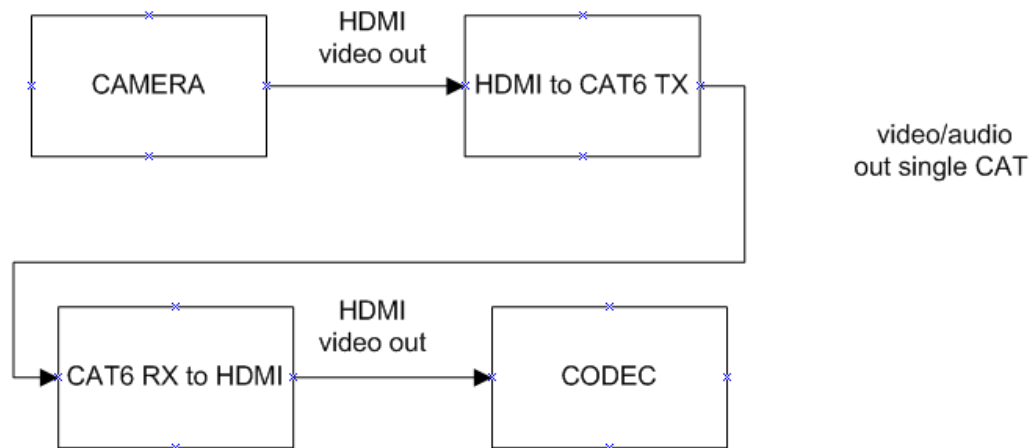 HDMI
video out
CAMERA
HDMI to CAT6 TX
video/audio
out single CAT
HDMI
video out
CAT6 RX to HDMI
CODEC